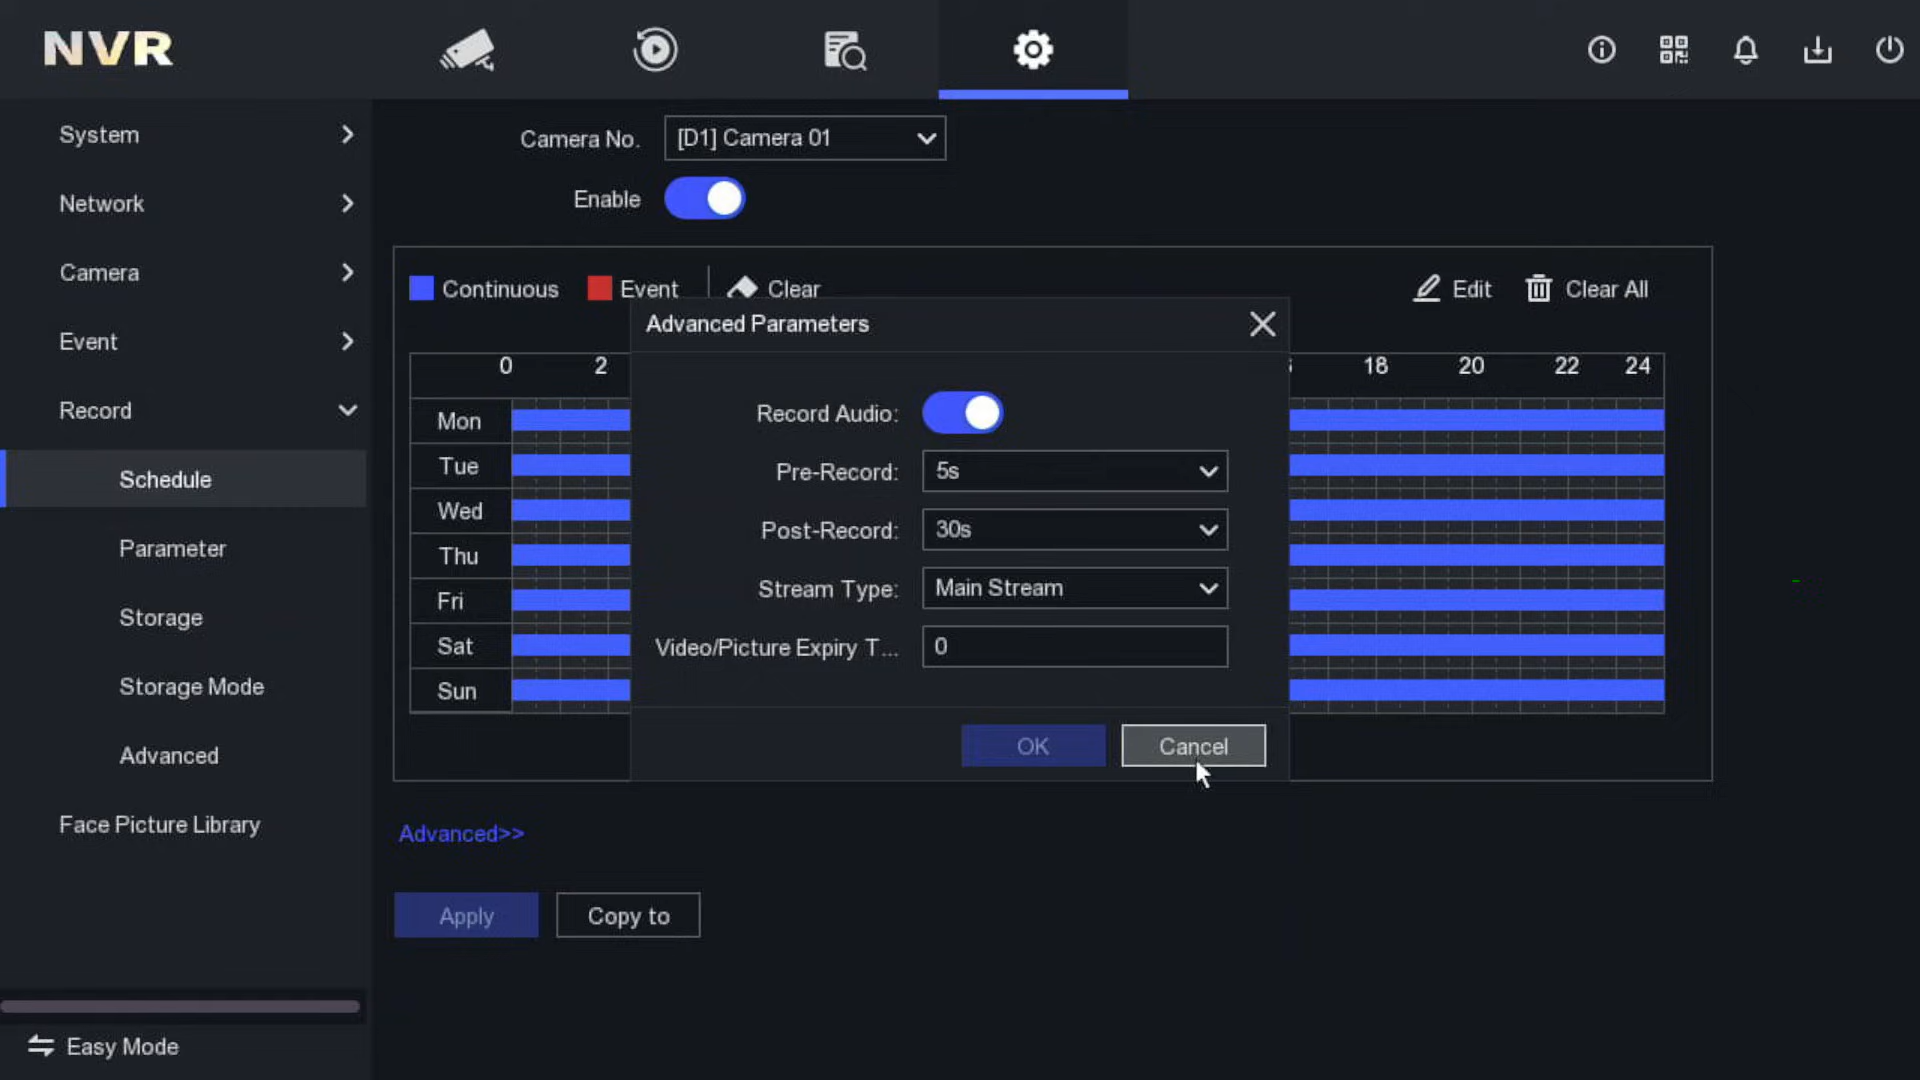 NVR
System
Network
Camera
Event
Record
Schedule
Parameter
Storage
Storage Mode
Advanced
Face Picture Library
Easy Mode
Camera No. [D1] Camera 01
Enable
Continuous Event Clear Edit Clear All
0 2 18 20 22 24
Mon
Tue
Wed
Thu
Fri
Sat
Sun
Advanced Parameters
Record Audio:
Pre-Record: 5s
Post-Record: 30s
Stream Type: Main Stream
Video/Picture Expiry T... 0
OK Cancel
Advanced>>
Apply Copy to